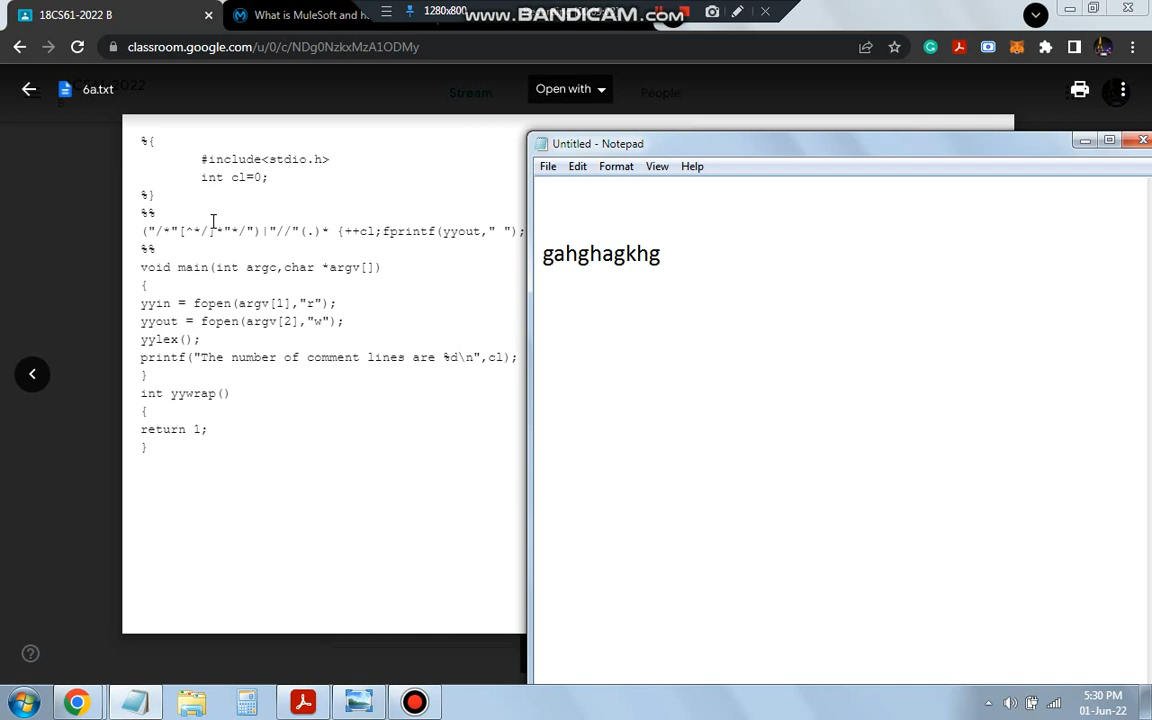 18CS61-2022 B
What is MuleSoft and h
1280x800
www.BANDICAM.com
classroom.google.com/u/0/c/NDg0NzkxMzA1ODMy
6a.txt
Open with
Stream
People
%{
#include<stdio.h>
int cl=0;
%}
%%
("/*"[^*/]*"*/")|"//"(.)* {++cl;fprintf(yyout," ");
%%
void main(int argc,char *argv[])
{
yyin = fopen(argv[1],"r");
yyout = fopen(argv[2],"w");
yylex();
printf("The number of comment lines are %d\n",cl);
}
int yywrap()
{
return 1;
}
Untitled - Notepad
File Edit Format View Help
gahghagkhg
5:30 PM
01-Jun-22